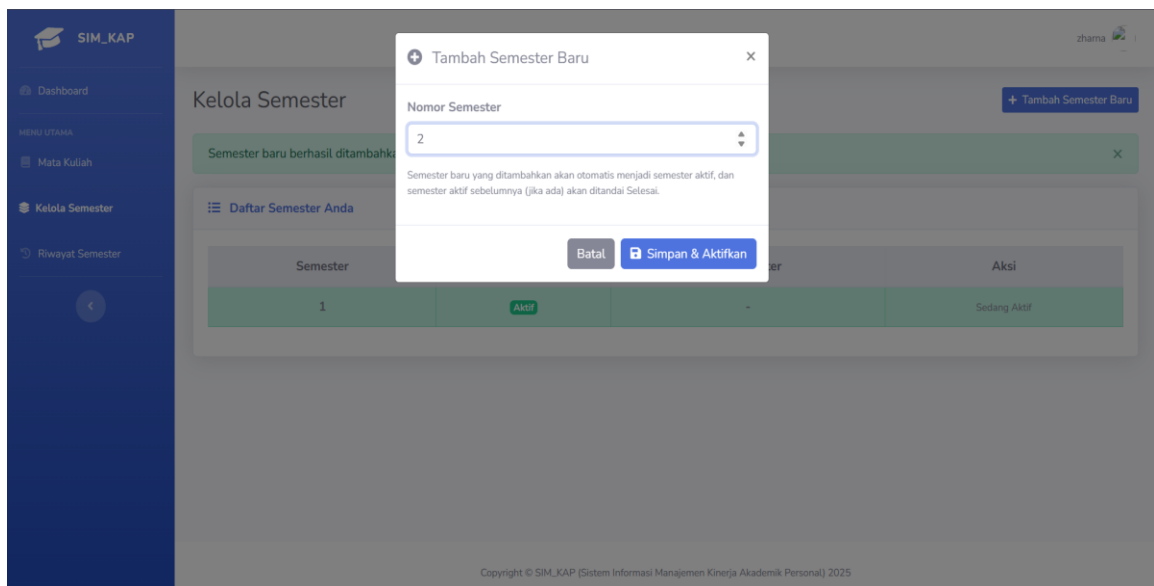 SIM_KAP
zhama
Dashboard
MENU UTAMA
Mata Kuliah
Kelola Semester
Riwayat Semester
Kelola Semester
+ Tambah Semester Baru
Semester baru berhasil ditambahka
Daftar Semester Anda
Semester
ter
Aksi
1
Aktif
-
Sedang Aktif
Tambah Semester Baru
Nomor Semester
2
Semester baru yang ditambahkan akan otomatis menjadi semester aktif, dan
semester aktif sebelumnya (jika ada) akan ditandai Selesai.
Batal
Simpan & Aktifkan
Copyright © SIM_KAP (Sistem Informasi Manajemen Kinerja Akademik Personal) 2025